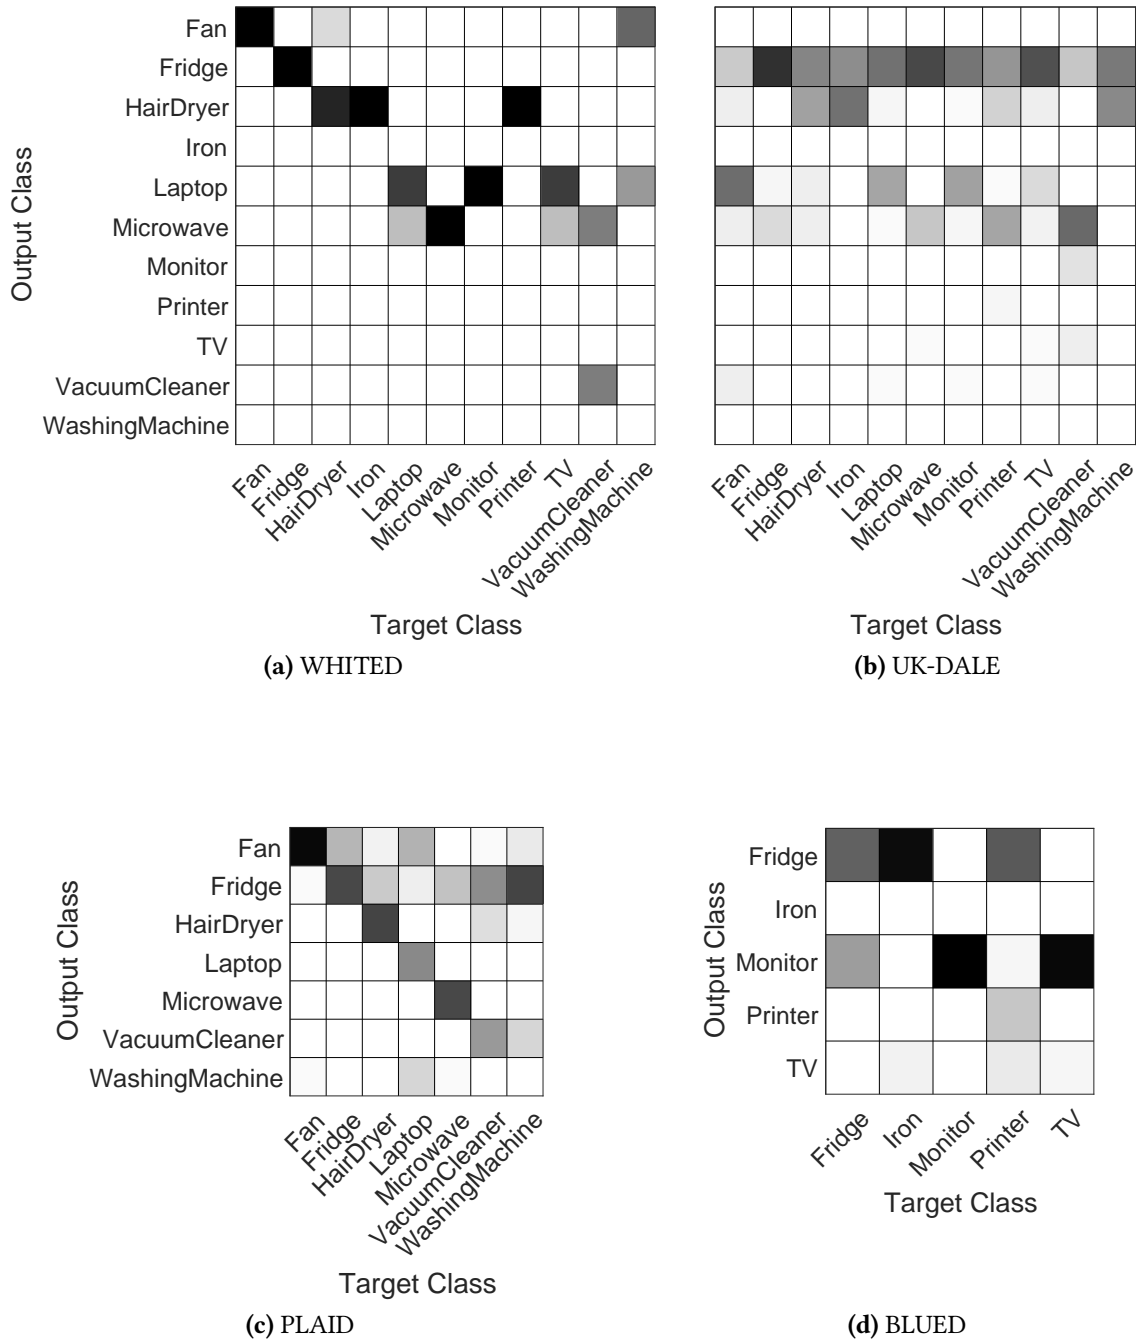 Output Class
Fan
Fridge
HairDryer
Iron
Laptop
Microwave
Monitor
Printer
TV
VacuumCleaner
WashingMachine
Fan
Fridge
HairDryer
Iron
Laptop
Microwave
Monitor
Printer
TV
VacuumCleaner
WashingMachine
Target Class
(a) WHITED
Fan
Fridge
HairDryer
Iron
Laptop
Microwave
Monitor
Printer
TV
VacuumCleaner
WashingMachine
Target Class
(b) UK-DALE
Output Class
Fan
Fridge
HairDryer
Laptop
Microwave
VacuumCleaner
WashingMachine
Fan
Fridge
HairDryer
Laptop
Microwave
VacuumCleaner
WashingMachine
Target Class
(c) PLAID
Output Class
Fridge
Iron
Monitor
Printer
TV
Fridge
Iron
Monitor
Printer
TV
Target Class
(d) BLUED